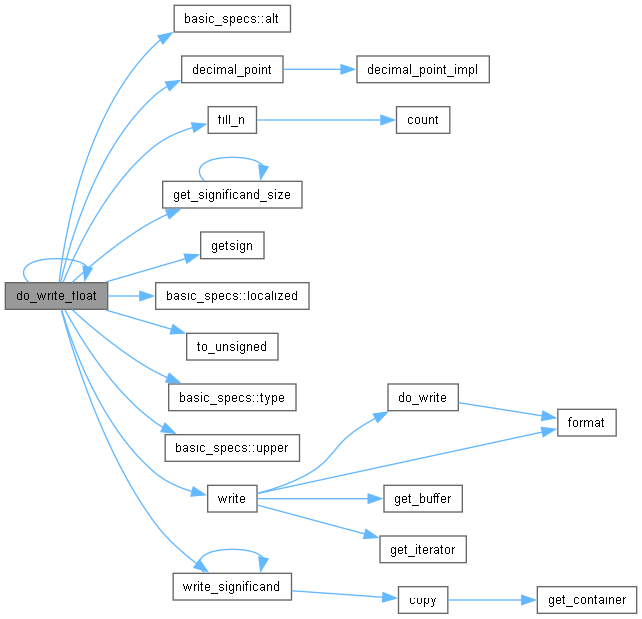 basic_specs::alt
decimal_point
decimal_point_impl
fill_n
count
get_significand_size
getsign
do_write_float
basic_specs::localized
to_unsigned
basic_specs::type
do_write
format
basic_specs::upper
write
get_buffer
get_iterator
write_significand
copy
get_container